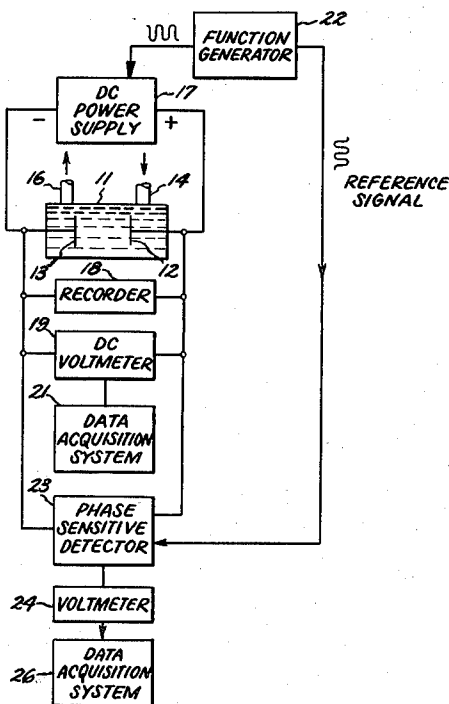 22
FUNCTION
GENERATOR
17
DC
POWER
SUPPLY
-
+
16
11
14
REFERENCE
SIGNAL
13
12
18
RECORDER
19
DC
VOLTMETER
21
DATA
ACQUISITION
SYSTEM
23
PHASE
SENSITIVE
DETECTOR
24
VOLTMETER
26
DATA
ACQUISITION
SYSTEM